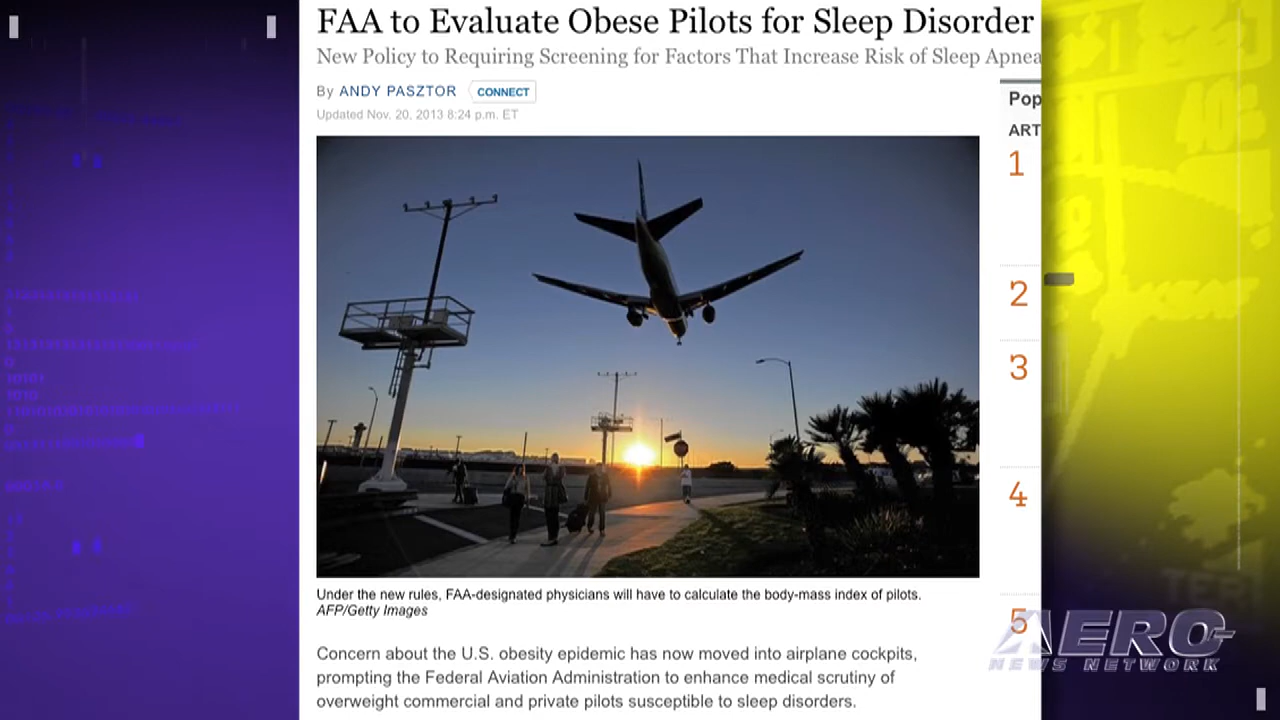 FAA to Evaluate Obese Pilots for Sleep Disorder
New Policy to Requiring Screening for Factors That Increase Risk of Sleep Apnea
By ANDY PASZTOR CONNECT
Updated Nov. 20, 2013 8:24 p.m. ET
Pop
ART
1
2
3
4
5
Under the new rules, FAA-designated physicians will have to calculate the body-mass index of pilots.
AFP/Getty Images
Concern about the U.S. obesity epidemic has now moved into airplane cockpits,
prompting the Federal Aviation Administration to enhance medical scrutiny of
overweight commercial and private pilots susceptible to sleep disorders.
AERO-
NEWS NETWORK